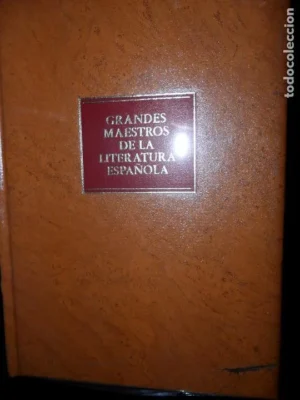 GRANDES
MAESTROS
DE LA
LITERATURA
ESPAÑOLA
todocoleccion